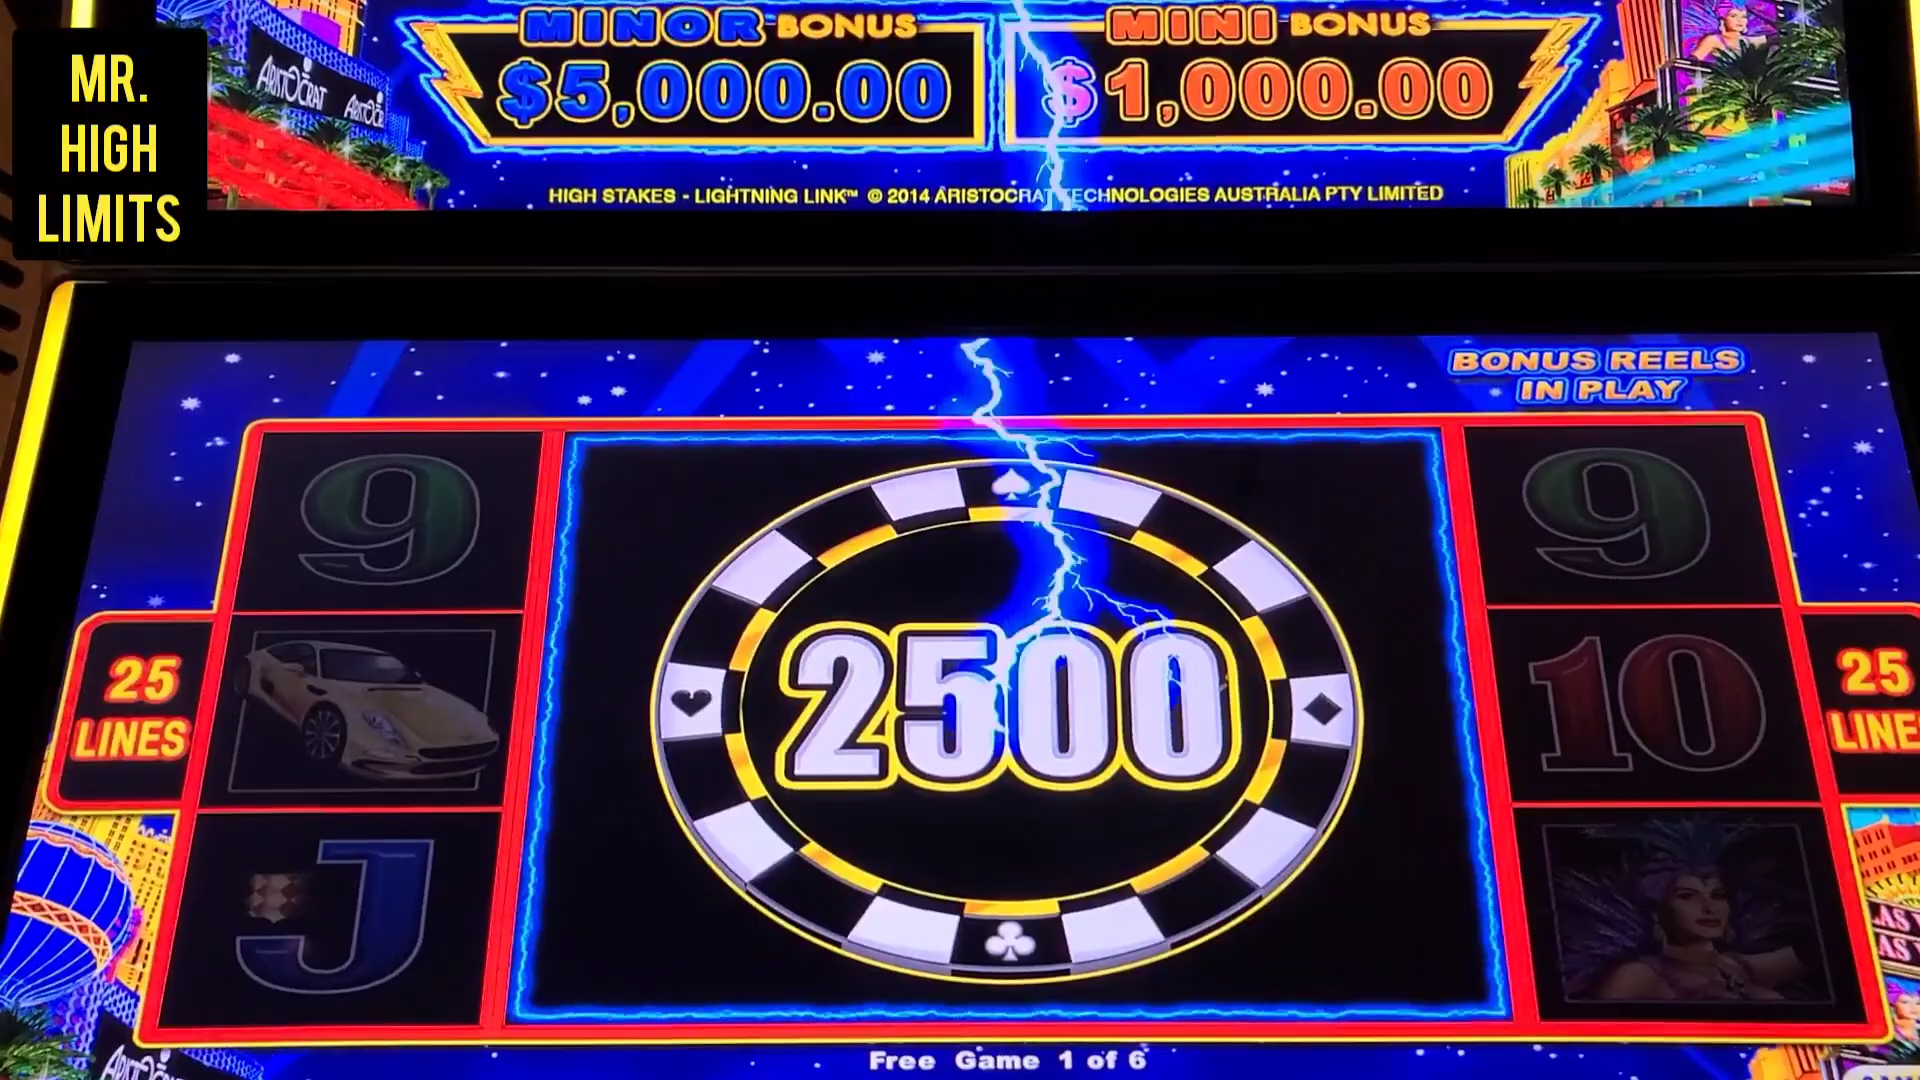 MR.
HIGH
LIMITS
MINOR BONUS
$5,000.00
MINI BONUS
$1,000.00
ARISTOCRAT
HIGH STAKES - LIGHTNING LINK™ © 2014 ARISTOCRAT TECHNOLOGIES AUSTRALIA PTY LIMITED
BONUS REELS
IN PLAY
9
9
25
LINES
2500
10
25
LINE
J
Free Game 1 of 6